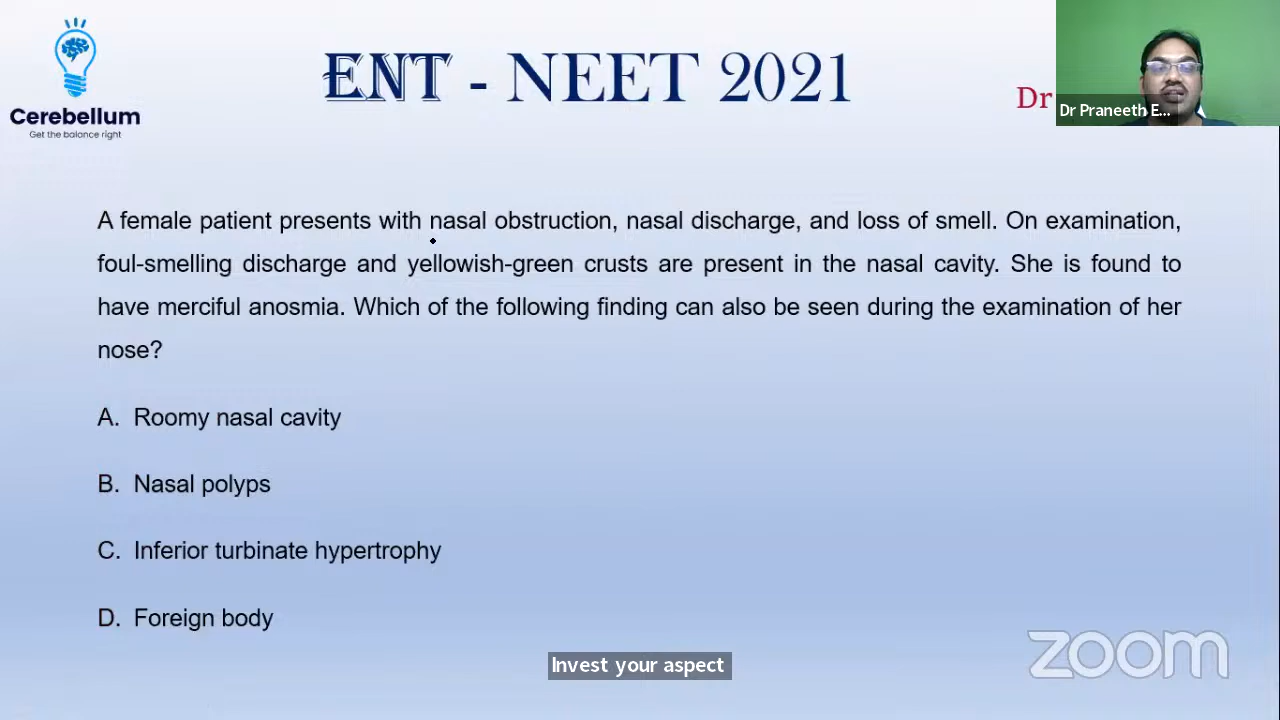 Cerebellum
Get the balance right
ENT - NEET 2021
Dr
Dr Praneeth E...
A female patient presents with nasal obstruction, nasal discharge, and loss of smell. On examination,
foul-smelling discharge and yellowish-green crusts are present in the nasal cavity. She is found to
have merciful anosmia. Which of the following finding can also be seen during the examination of her
nose?
A. Roomy nasal cavity
B. Nasal polyps
C. Inferior turbinate hypertrophy
D. Foreign body
Invest your aspect
zoom